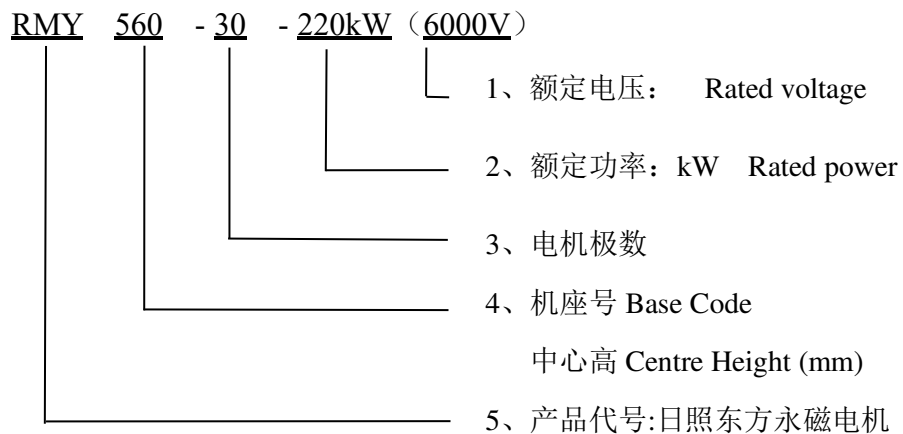 RMY 560 - 30 - 220kW（6000V）
1、额定电压： Rated voltage
2、额定功率：kW Rated power
3、电机极数
4、机座号 Base Code
中心高 Centre Height (mm)
5、产品代号:日照东方永磁电机